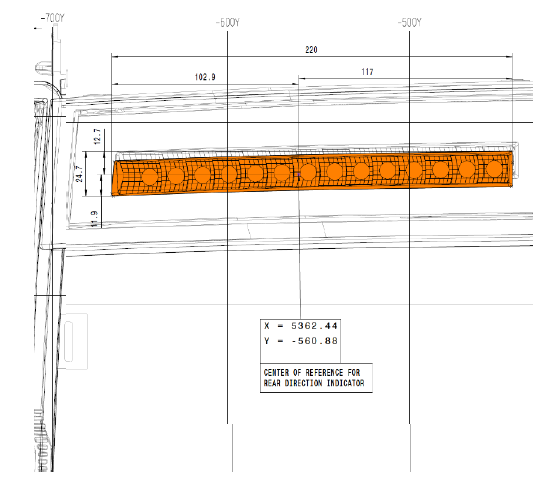 -700Y
-600Y
-500Y
220
102.9
117
12.7
24.7
11.9
X = 5362.44
Y = -560.88
CENTER OF REFERENCE FOR
REAR DIRECTION INDICATOR